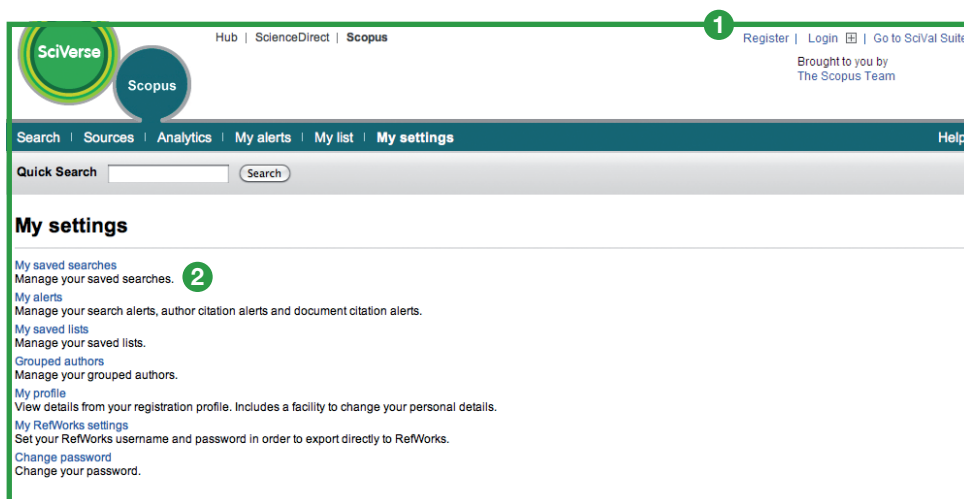 SciVerse
Scopus
Hub | ScienceDirect | Scopus
1
Register | Login | Go to SciVal Suite
Brought to you by
The Scopus Team
Search | Sources | Analytics | My alerts | My list | My settings
Help
Quick Search
Search
My settings
My saved searches
Manage your saved searches.
2
My alerts
Manage your search alerts, author citation alerts and document citation alerts.
My saved lists
Manage your saved lists.
Grouped authors
Manage your grouped authors.
My profile
View details from your registration profile. Includes a facility to change your personal details.
My RefWorks settings
Set your RefWorks username and password in order to export directly to RefWorks.
Change password
Change your password.